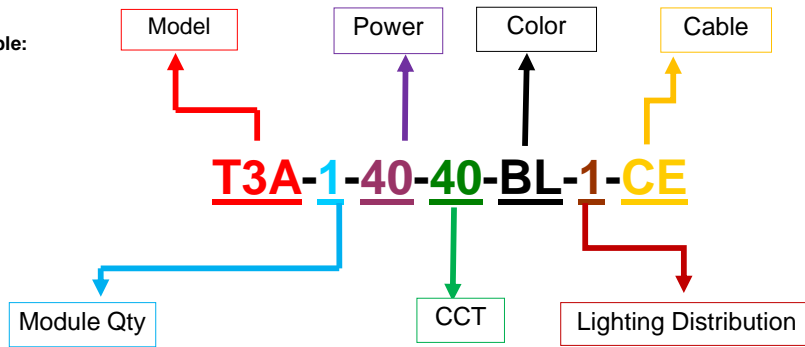 Model
Power
Color
Cable
ple:
T3A-1-40-40-BL-1-CE
Module Qty
CCT
Lighting Distribution